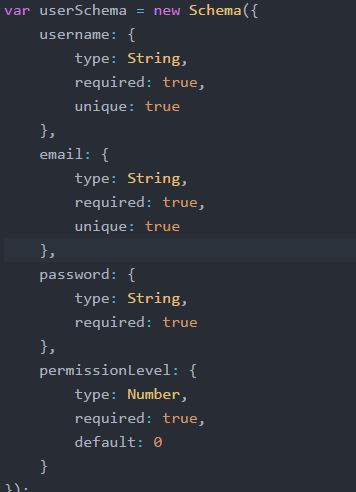 var userSchema = new Schema({
    username: {
        type: String,
        required: true,
        unique: true
    },
    email: {
        type: String,
        required: true,
        unique: true
    },
    password: {
        type: String,
        required: true
    },
    permissionLevel: {
        type: Number,
        required: true,
        default: 0
    }
});